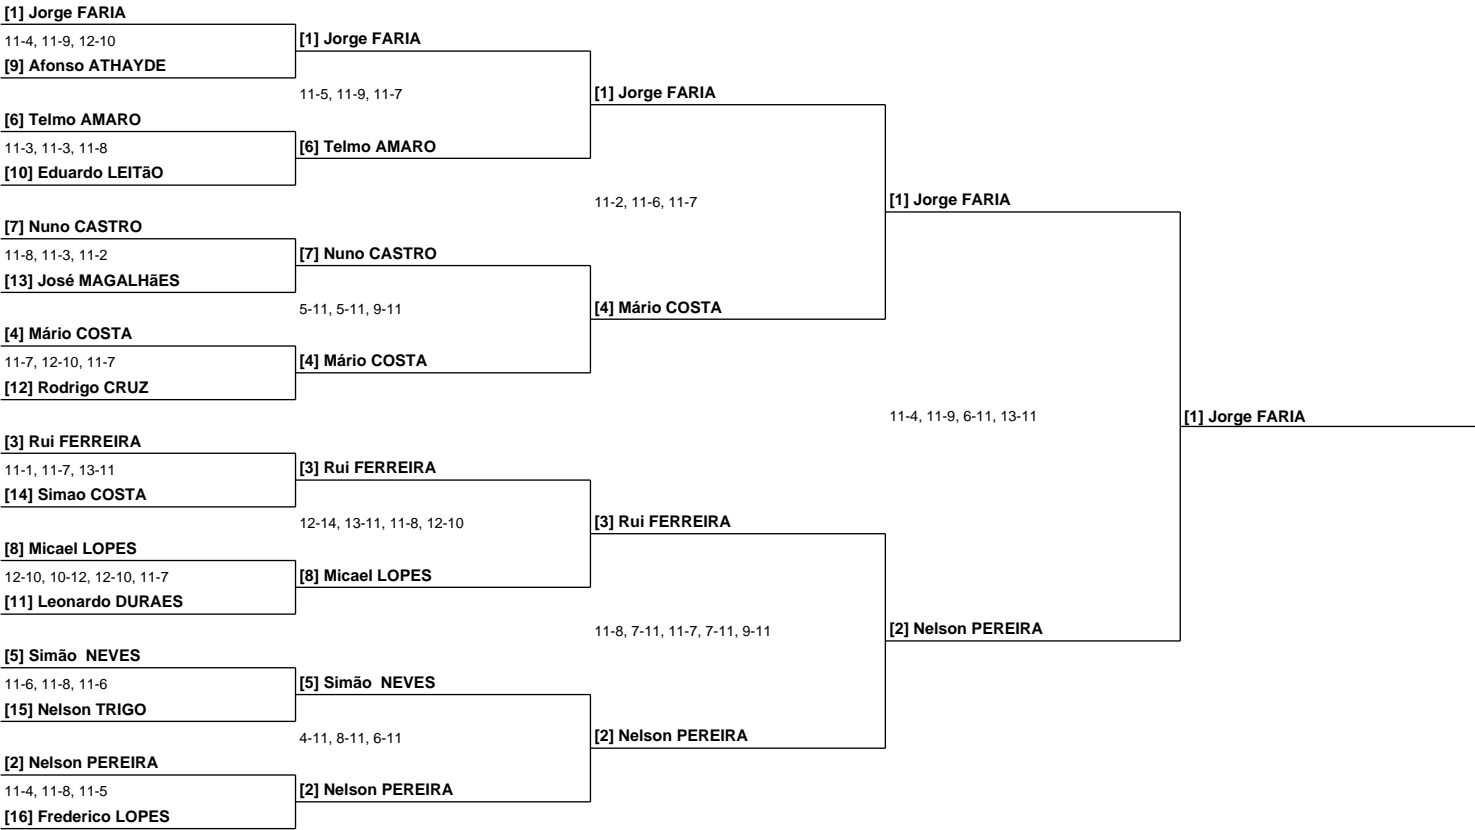 [1] Jorge FARIA
11-4, 11-9, 12-10
[9] Afonso ATHAYDE
[6] Telmo AMARO
11-3, 11-3, 11-8
[10] Eduardo LEITãO
[7] Nuno CASTRO
11-8, 11-3, 11-2
[13] José MAGALHãES
[4] Mário COSTA
11-7, 12-10, 11-7
[12] Rodrigo CRUZ
[3] Rui FERREIRA
11-1, 11-7, 13-11
[14] Simao COSTA
[8] Micael LOPES
12-10, 10-12, 12-10, 11-7
[11] Leonardo DURAES
[5] Simão  NEVES
11-6, 11-8, 11-6
[15] Nelson TRIGO
[2] Nelson PEREIRA
11-4, 11-8, 11-5
[16] Frederico LOPES
[1] Jorge FARIA
11-5, 11-9, 11-7
[6] Telmo AMARO
[7] Nuno CASTRO
5-11, 5-11, 9-11
[4] Mário COSTA
[3] Rui FERREIRA
12-14, 13-11, 11-8, 12-10
[8] Micael LOPES
[5] Simão  NEVES
4-11, 8-11, 6-11
[2] Nelson PEREIRA
[1] Jorge FARIA
11-2, 11-6, 11-7
[4] Mário COSTA
[3] Rui FERREIRA
11-8, 7-11, 11-7, 7-11, 9-11
[2] Nelson PEREIRA
[1] Jorge FARIA
11-4, 11-9, 6-11, 13-11
[2] Nelson PEREIRA
[1] Jorge FARIA